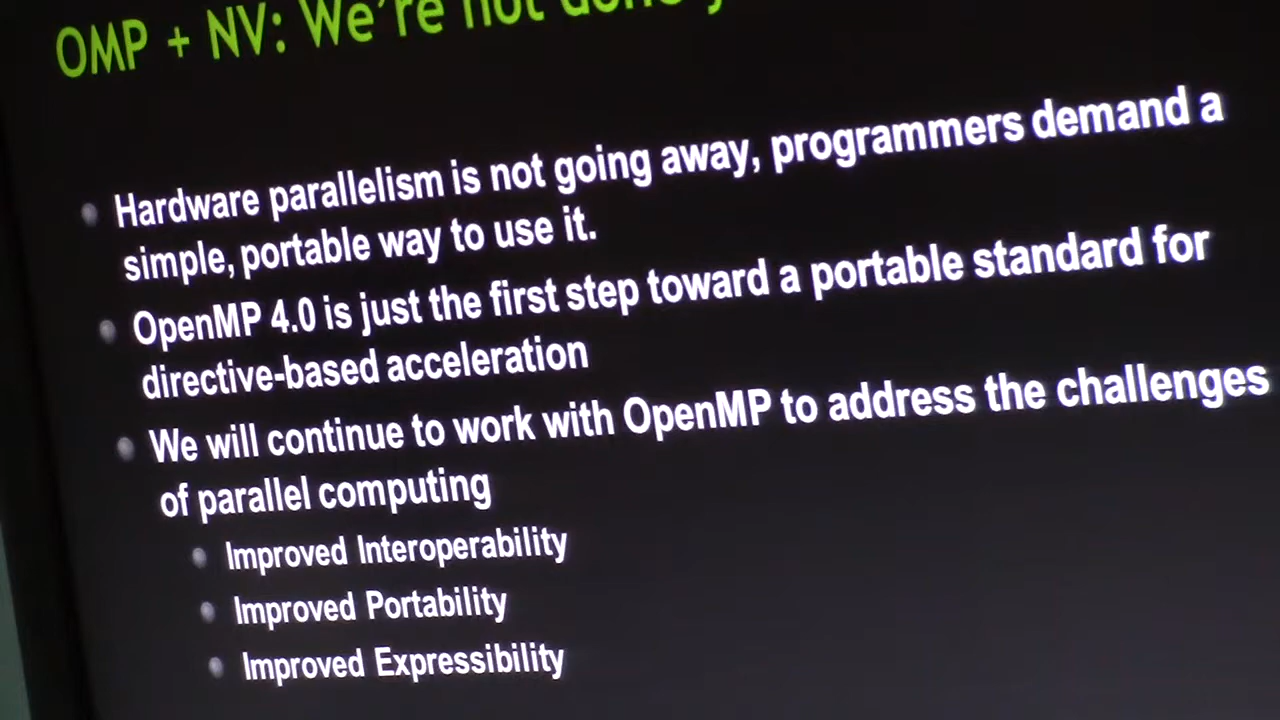 OMP + NV: We're not done
Hardware parallelism is not going away, programmers demand a
simple, portable way to use it.
OpenMP 4.0 is just the first step toward a portable standard for
directive-based acceleration
We will continue to work with OpenMP to address the challenges
of parallel computing
Improved Interoperability
Improved Portability
Improved Expressibility